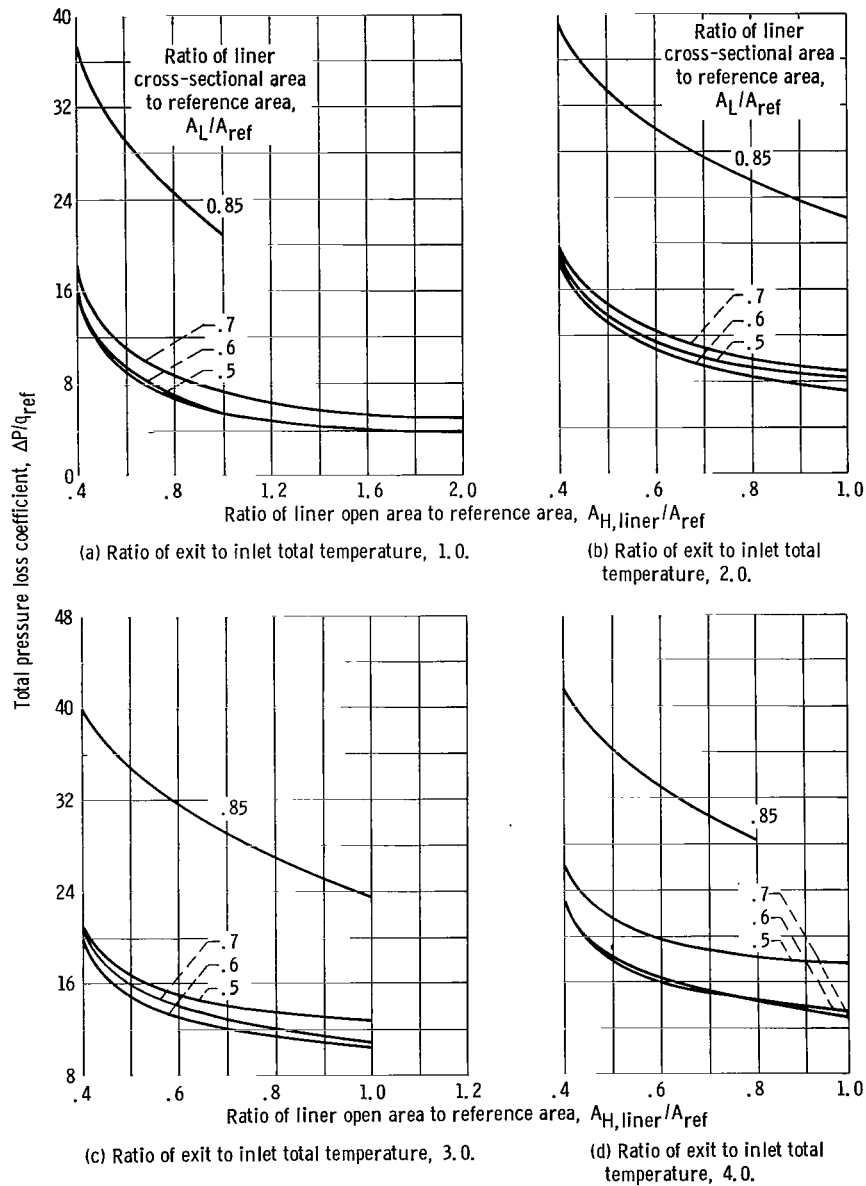 Total pressure loss coefficient, ΔP/q_ref
40
32
24
16
8
0
Ratio of liner
cross-sectional area
to reference area,
A_L/A_ref
0.85
.7
.6
.5
.4 .8 1.2 1.6 2.0
Ratio of liner
cross-sectional area
to reference area,
A_L/A_ref
0.85
.7
.6
.5
.4 .6 .8 1.0
Ratio of liner open area to reference area, A_H,liner/A_ref
(a) Ratio of exit to inlet total temperature, 1.0.
(b) Ratio of exit to inlet total
temperature, 2.0.
48
40
32
24
16
8
.85
.7
.6
.5
.4 .6 .8 1.0 1.2
.85
.7
.6
.5
.4 .6 .8 1.0
Ratio of liner open area to reference area, A_H,liner/A_ref
(c) Ratio of exit to inlet total temperature, 3.0.
(d) Ratio of exit to inlet total
temperature, 4.0.